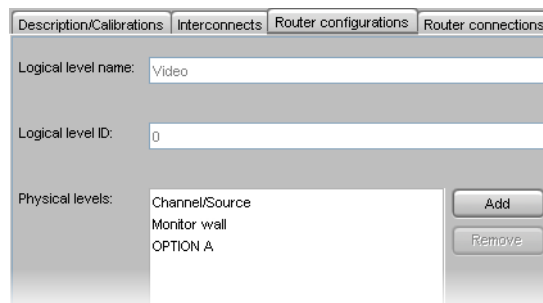 Description/Calibrations Interconnects Router configurations Router connections
Logical level name: Video
Logical level ID: 0
Physical levels: Channel/Source Add
Monitor wall
OPTION A Remove